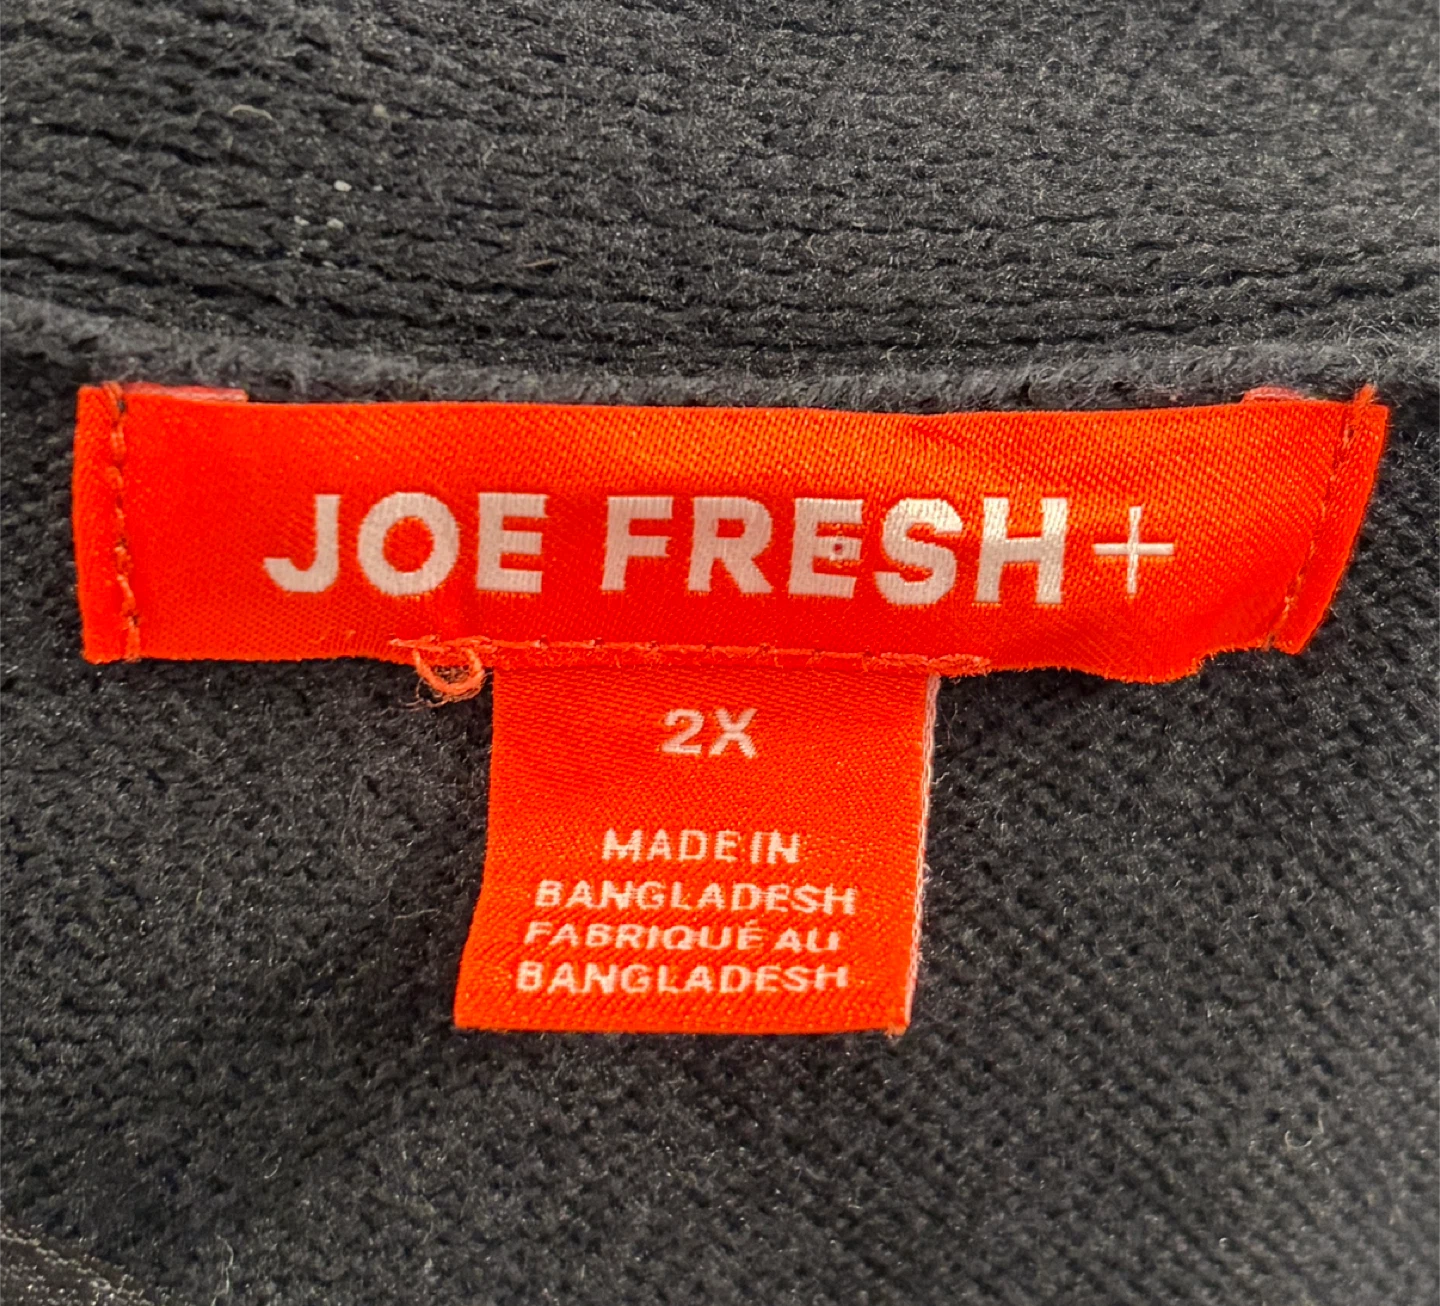 JOE FRESH+
2X
MADE IN
BANGLADESH
FABRIQUÉ AU
BANGLADESH